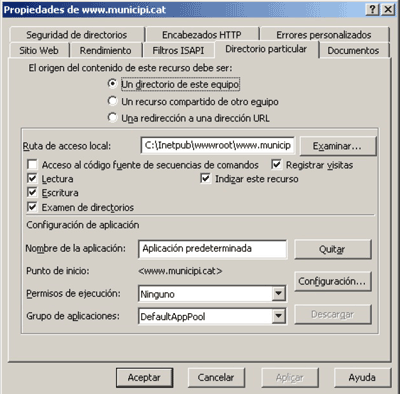 Propiedades de www.municipi.cat
Seguridad de directorios Encabezados HTTP Errores personalizados
Sitio Web Rendimiento Filtros ISAPI Directorio particular Documentos
El origen del contenido de este recurso debe ser:
Un directorio de este equipo
Un recurso compartido de otro equipo
Una redirección a una dirección URL
Ruta de acceso local: C:\Inetpub\wwwroot\www.municip Examinar...
Acceso al código fuente de secuencias de comandos Registrar visitas
Lectura Indizar este recurso
Escritura
Examen de directorios
Configuración de aplicación
Nombre de la aplicación: Aplicación predeterminada Quitar
Punto de inicio: <www.municipi.cat>
Configuración...
Permisos de ejecución: Ninguno
Grupo de aplicaciones: DefaultAppPool Descargar
Aceptar Cancelar Aplicar Ayuda